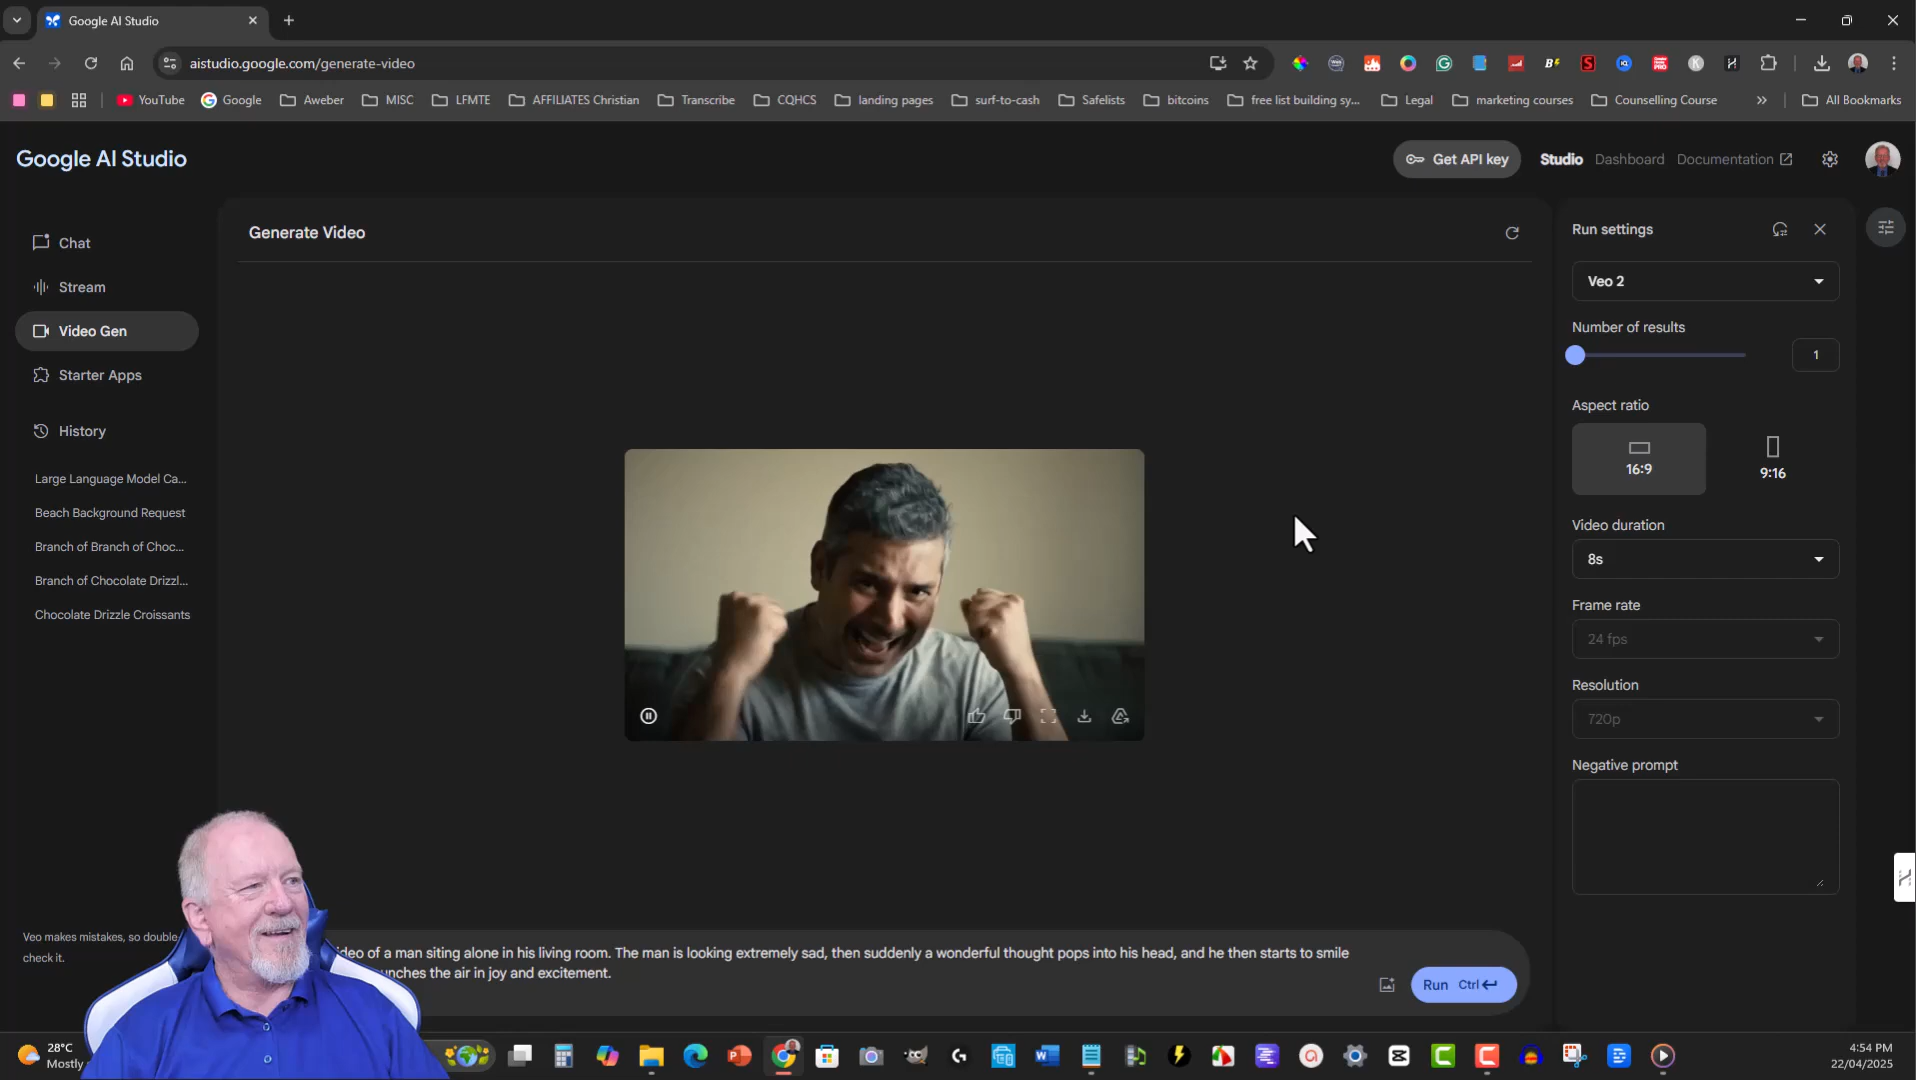 Google AI Studio
aistudio.google.com/generate-video
YouTube
Google
Aweber
MISC
LFMTE
AFFILIATES Christian
Transcribe
CQHCS
landing pages
surf-to-cash
Safelists
bitcoins
free list building sy...
Legal
marketing courses
Counselling Course
All Bookmarks
Google AI Studio
Get API key
Studio
Dashboard
Documentation
Chat
Stream
Video Gen
Starter Apps
History
Large Language Model Ca...
Beach Background Request
Branch of Branch of Choc...
Branch of Chocolate Drizzl...
Chocolate Drizzle Croissants
Veo makes mistakes, so double
check it.
Generate Video
Run settings
Veo 2
Number of results
1
Aspect ratio
16:9
9:16
Video duration
8s
Frame rate
24 fps
Resolution
720p
Negative prompt
of a man siting alone in his living room. The man is looking extremely sad, then suddenly a wonderful thought pops into his head, and he then starts to smile
the air in joy and excitement.
Run Ctrl
28°C
Mostly
4:54 PM
22/04/2025